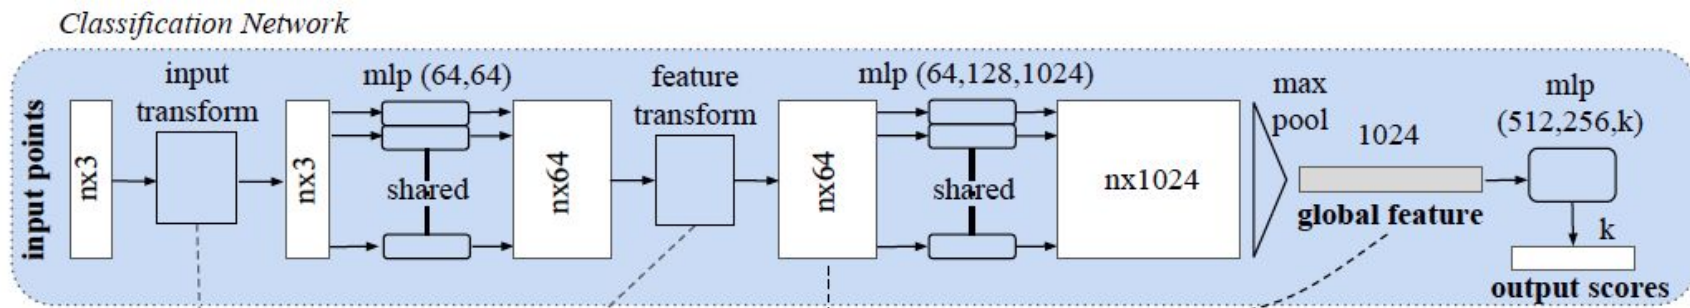 Classification Network
input points
nx3
input
transform
nx3
mlp (64,64)
shared
nx64
feature
transform
nx64
mlp (64,128,1024)
shared
nx1024
max
pool
1024
global feature
mlp
(512,256,k)
k
output scores